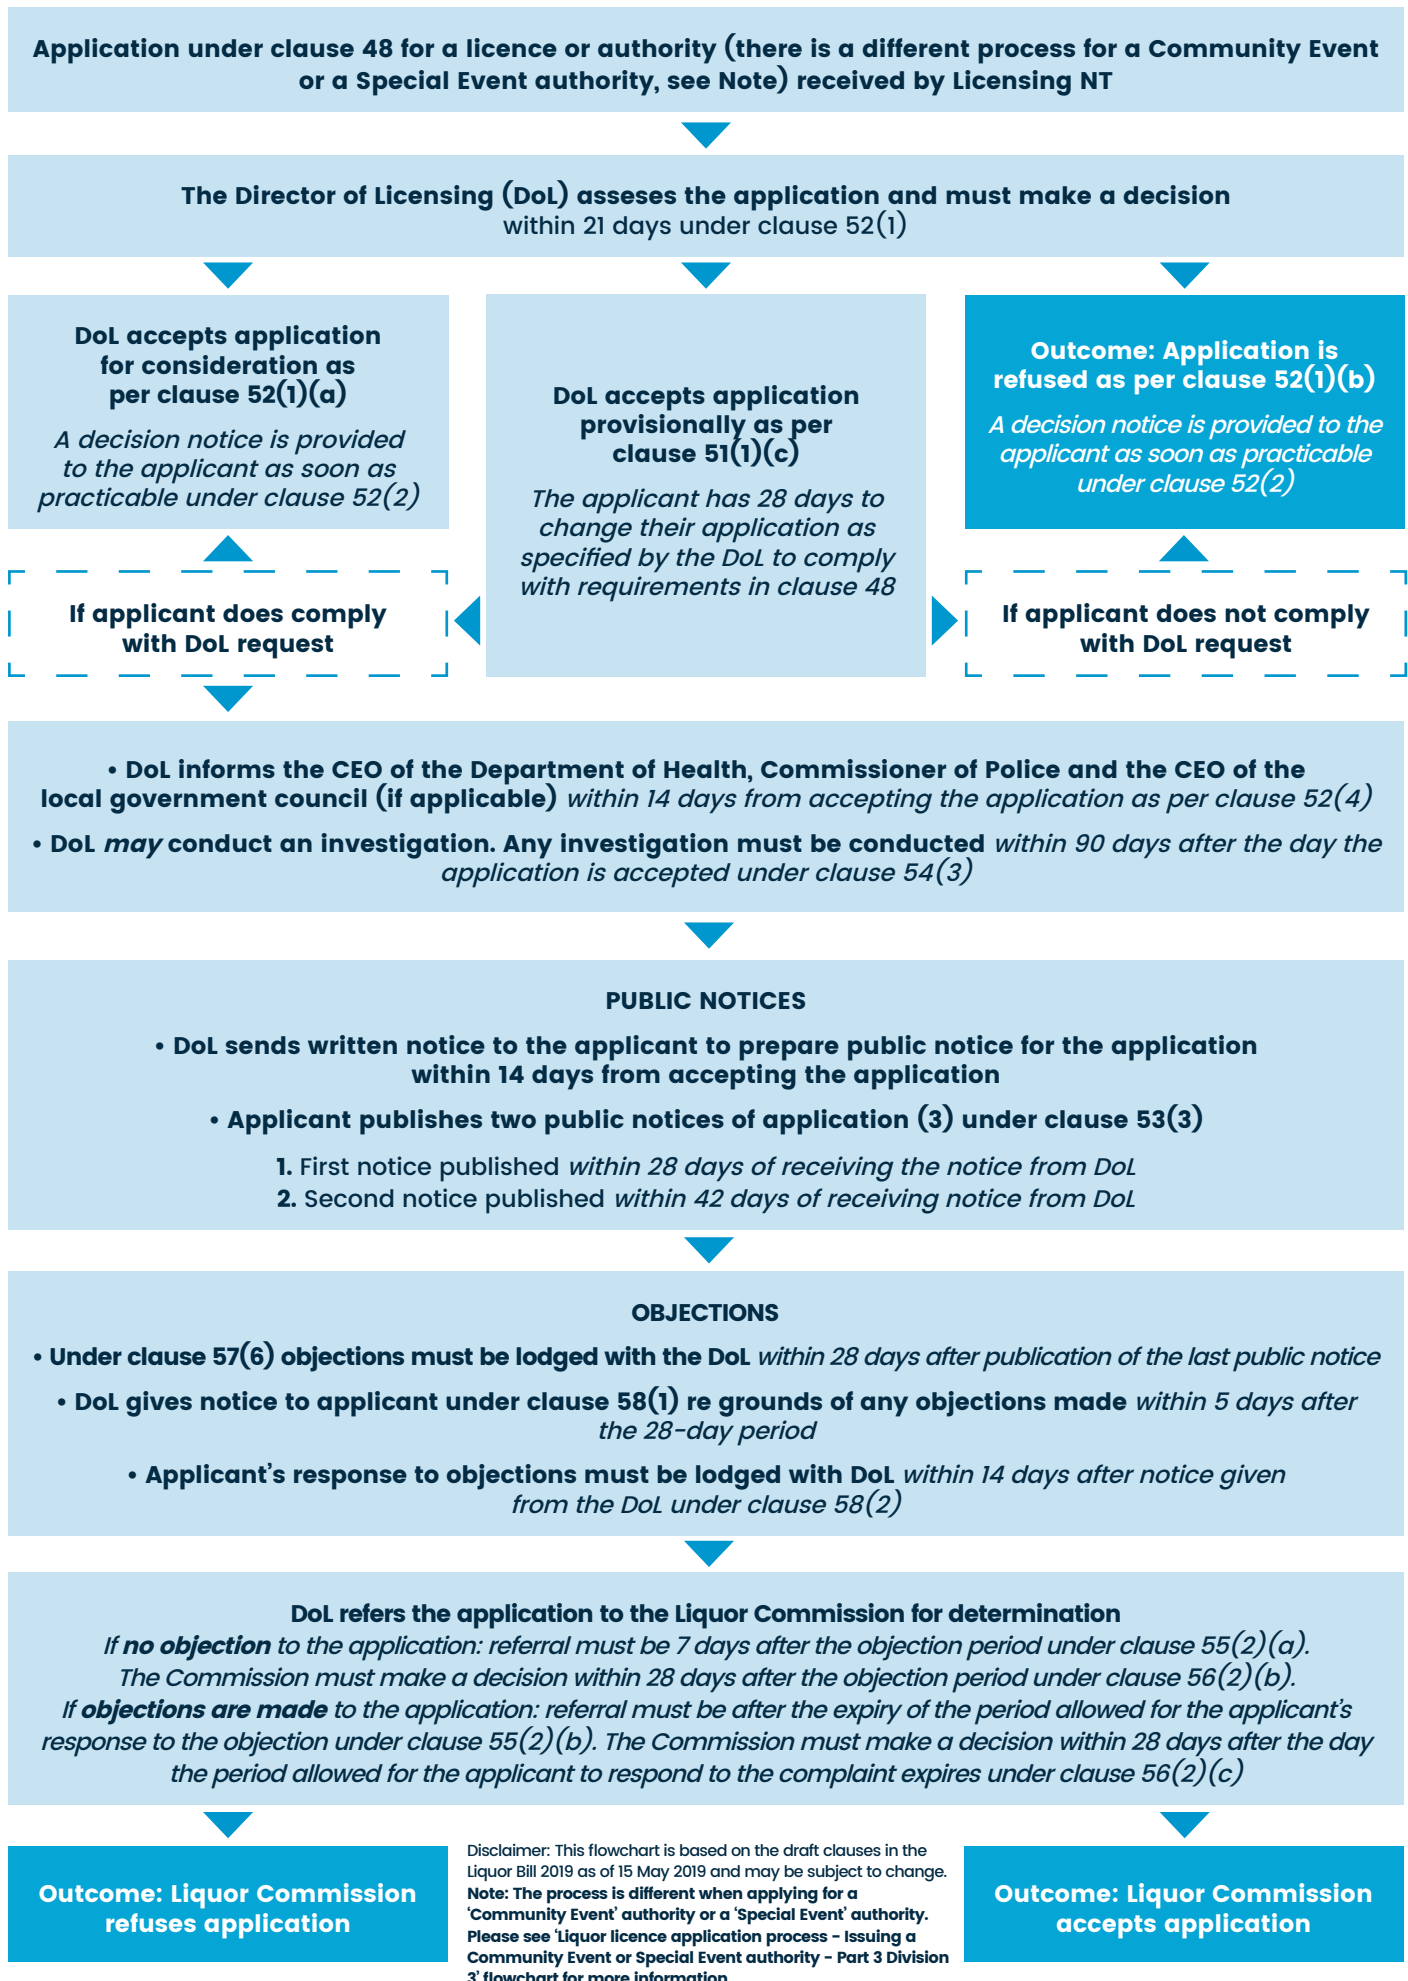 Application under clause 48 for a licence or authority (there is a different process for a Community Event
or a Special Event authority, see Note) received by Licensing NT
The Director of Licensing (DoL) asseses the application and must make a decision
within 21 days under clause 52(1)
DoL accepts application
for consideration as
per clause 52(1)(a)
A decision notice is provided
to the applicant as soon as
practicable under clause 52(2)
DoL accepts application
provisionally as per
clause 51(1)(c)
The applicant has 28 days to
change their application as
specified by the DoL to comply
with requirements in clause 48
Outcome: Application is
refused as per clause 52(1)(b)
A decision notice is provided to the
applicant as soon as practicable
under clause 52(2)
If applicant does comply
with DoL request
If applicant does not comply
with DoL request
• DoL informs the CEO of the Department of Health, Commissioner of Police and the CEO of the
local government council (if applicable) within 14 days from accepting the application as per clause 52(4)
• DoL may conduct an investigation. Any investigation must be conducted within 90 days after the day the
application is accepted under clause 54(3)
PUBLIC NOTICES
• DoL sends written notice to the applicant to prepare public notice for the application
within 14 days from accepting the application
• Applicant publishes two public notices of application (3) under clause 53(3)
1. First notice published within 28 days of receiving the notice from DoL
2. Second notice published within 42 days of receiving notice from DoL
OBJECTIONS
• Under clause 57(6) objections must be lodged with the DoL within 28 days after publication of the last public notice
• DoL gives notice to applicant under clause 58(1) re grounds of any objections made within 5 days after
the 28-day period
• Applicant's response to objections must be lodged with DoL within 14 days after notice given
from the DoL under clause 58(2)
DoL refers the application to the Liquor Commission for determination
If no objection to the application: referral must be 7 days after the objection period under clause 55(2)(a).
The Commission must make a decision within 28 days after the objection period under clause 56(2)(b).
If objections are made to the application: referral must be after the expiry of the period allowed for the applicant's
response to the objection under clause 55(2)(b). The Commission must make a decision within 28 days after the day
the period allowed for the applicant to respond to the complaint expires under clause 56(2)(c)
Outcome: Liquor Commission
refuses application
Disclaimer: This flowchart is based on the draft clauses in the
Liquor Bill 2019 as of 15 May 2019 and may be subject to change.
Note: The process is different when applying for a
'Community Event' authority or a 'Special Event' authority.
Please see 'Liquor licence application process - Issuing a
Community Event or Special Event authority - Part 3 Division
3' flowchart for more information
Outcome: Liquor Commission
accepts application